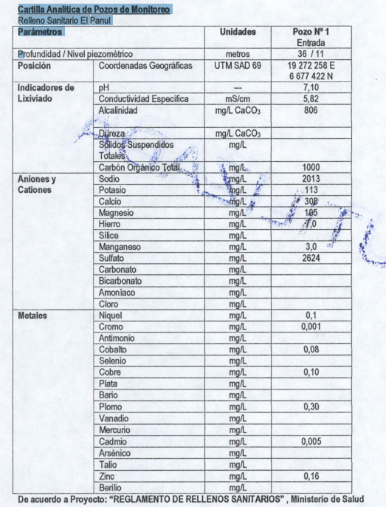 Cartilla Analítica de Pozos de Monitoreo
Relleno Sanitario El Panul
Parámetros Unidades Pozo Nº 1
Entrada
Profundidad / Nivel piezométrico metros 36 / 11
Posición Coordenadas Geográficas UTM SAD 69 19 272 258 E
6 677 422 N
Indicadores de Lixiviado pH --- 7,10
Conductividad Específica mS/cm 5,82
Alcalinidad mg/L CaCO3 806
Dureza mg/L CaCO3
Sólidos Suspendidos Totales mg/L
Carbón Orgánico Total mg/L 1000
Aniones y Cationes Sodio mg/L 2013
Potasio mg/L 113
Calcio mg/L 308
Magnesio mg/L 165
Hierro mg/L 7,0
Sílice mg/L
Manganeso mg/L 3,0
Sulfato mg/L 2624
Carbonato mg/L
Bicarbonato mg/L
Amoníaco mg/L
Cloro mg/L
Metales Níquel mg/L 0,1
Cromo mg/L 0,001
Antimonio mg/L
Cobalto mg/L 0,08
Selenio mg/L
Cobre mg/L 0,10
Plata mg/L
Bario mg/L
Plomo mg/L 0,30
Vanadio mg/L
Mercurio mg/L
Cadmio mg/L 0,005
Arsénico mg/L
Talio mg/L
Zinc mg/L 0,16
Berilio mg/L
De acuerdo a Proyecto: "REGLAMENTO DE RELLENOS SANITARIOS" , Ministerio de Salud